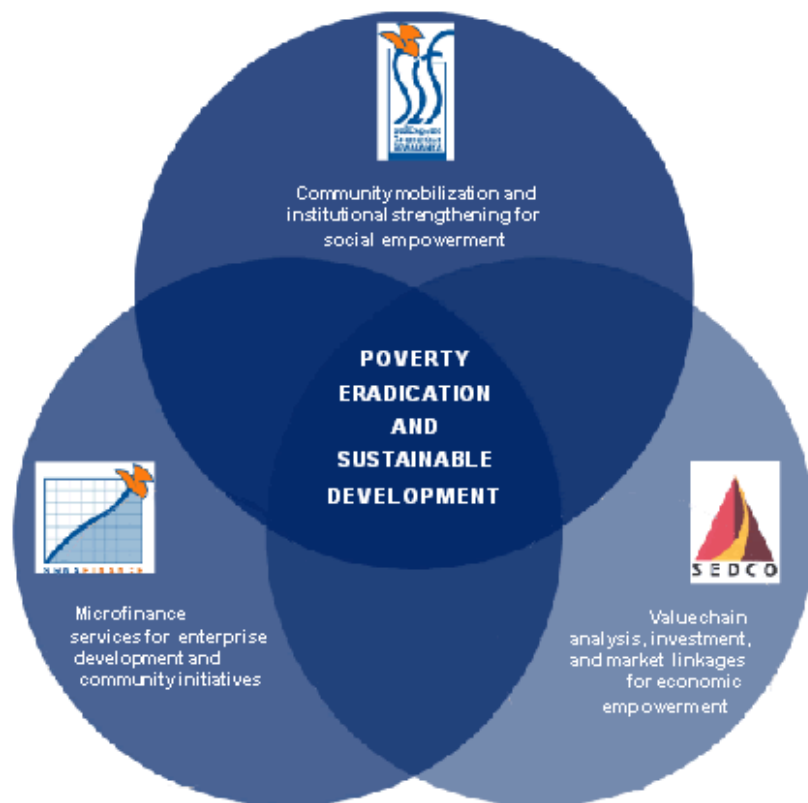 Community mobilization and
institutional strengthening for
social empowerment
POVERTY
ERADICATION
AND
SUSTAINABLE
DEVELOPMENT
SEDCO
Microfinance
services for enterprise
development and
community initiatives
Value chain
analysis, investment,
and market linkages
for economic
empowerment